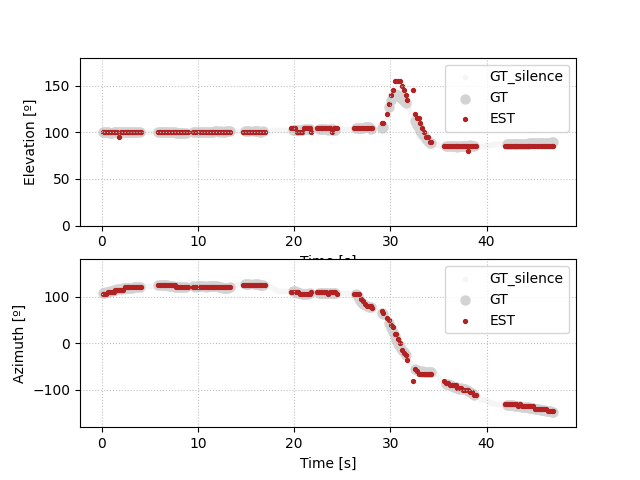 150
100
50
0
Elevation [º]
0
10
20
30
40
Time [s]
GT_silence
GT
EST
100
0
−100
Azimuth [º]
0
10
20
30
40
Time [s]
GT_silence
GT
EST